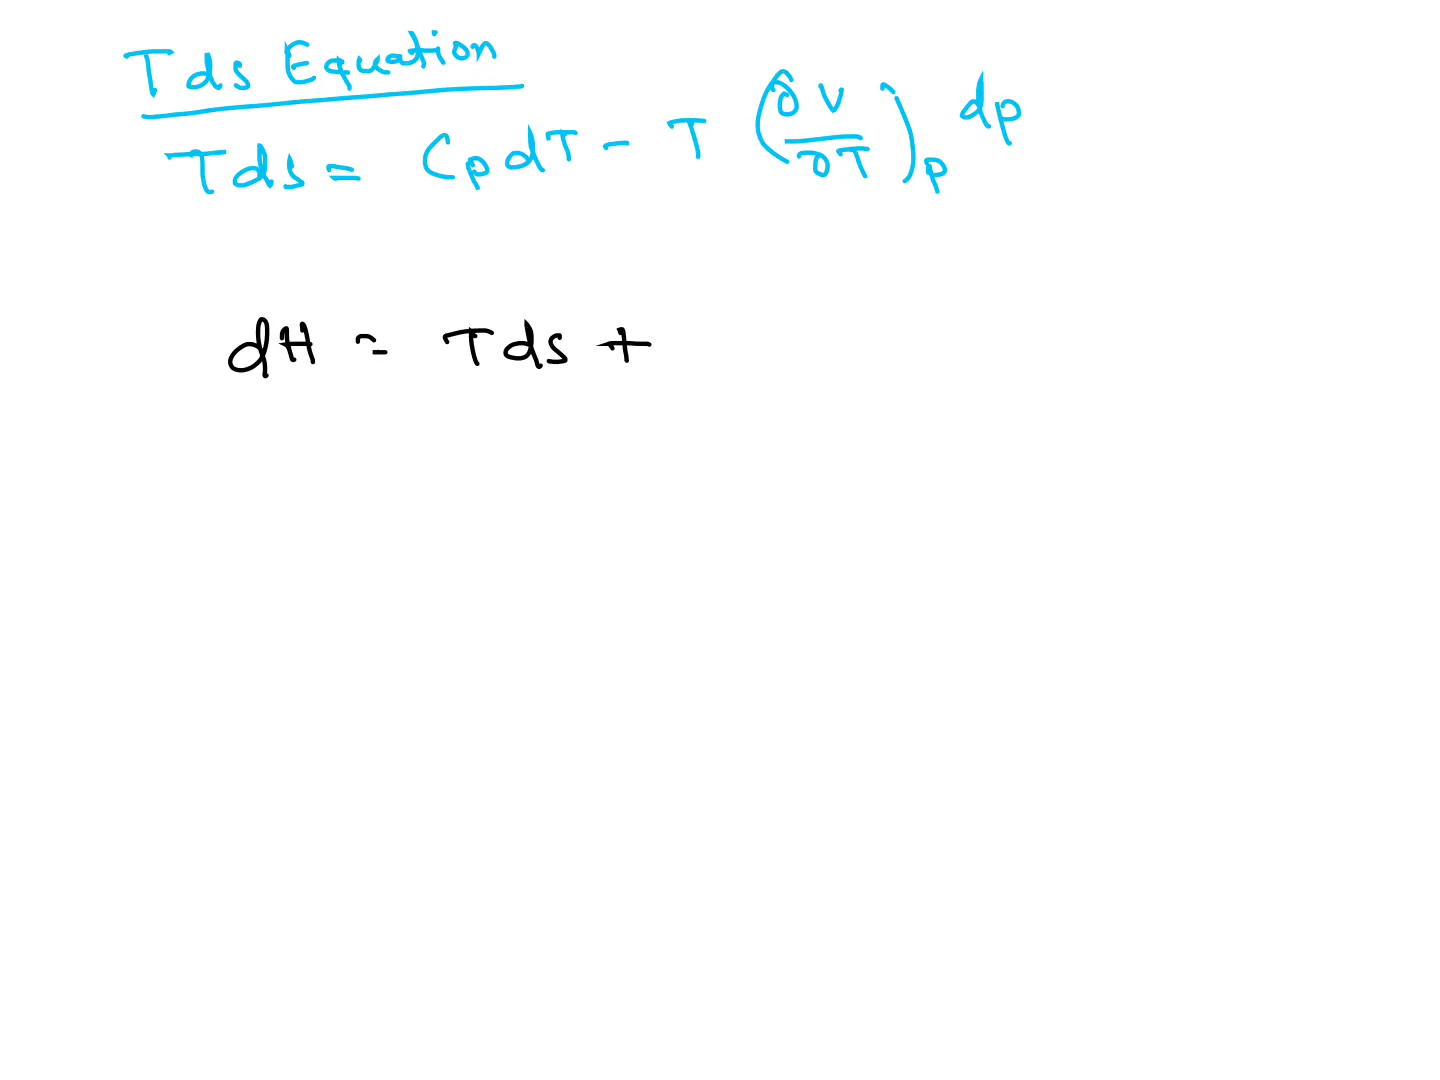 Tds Equation
Tds = CpdT - T (∂V/∂T)p dp
dH = Tds +